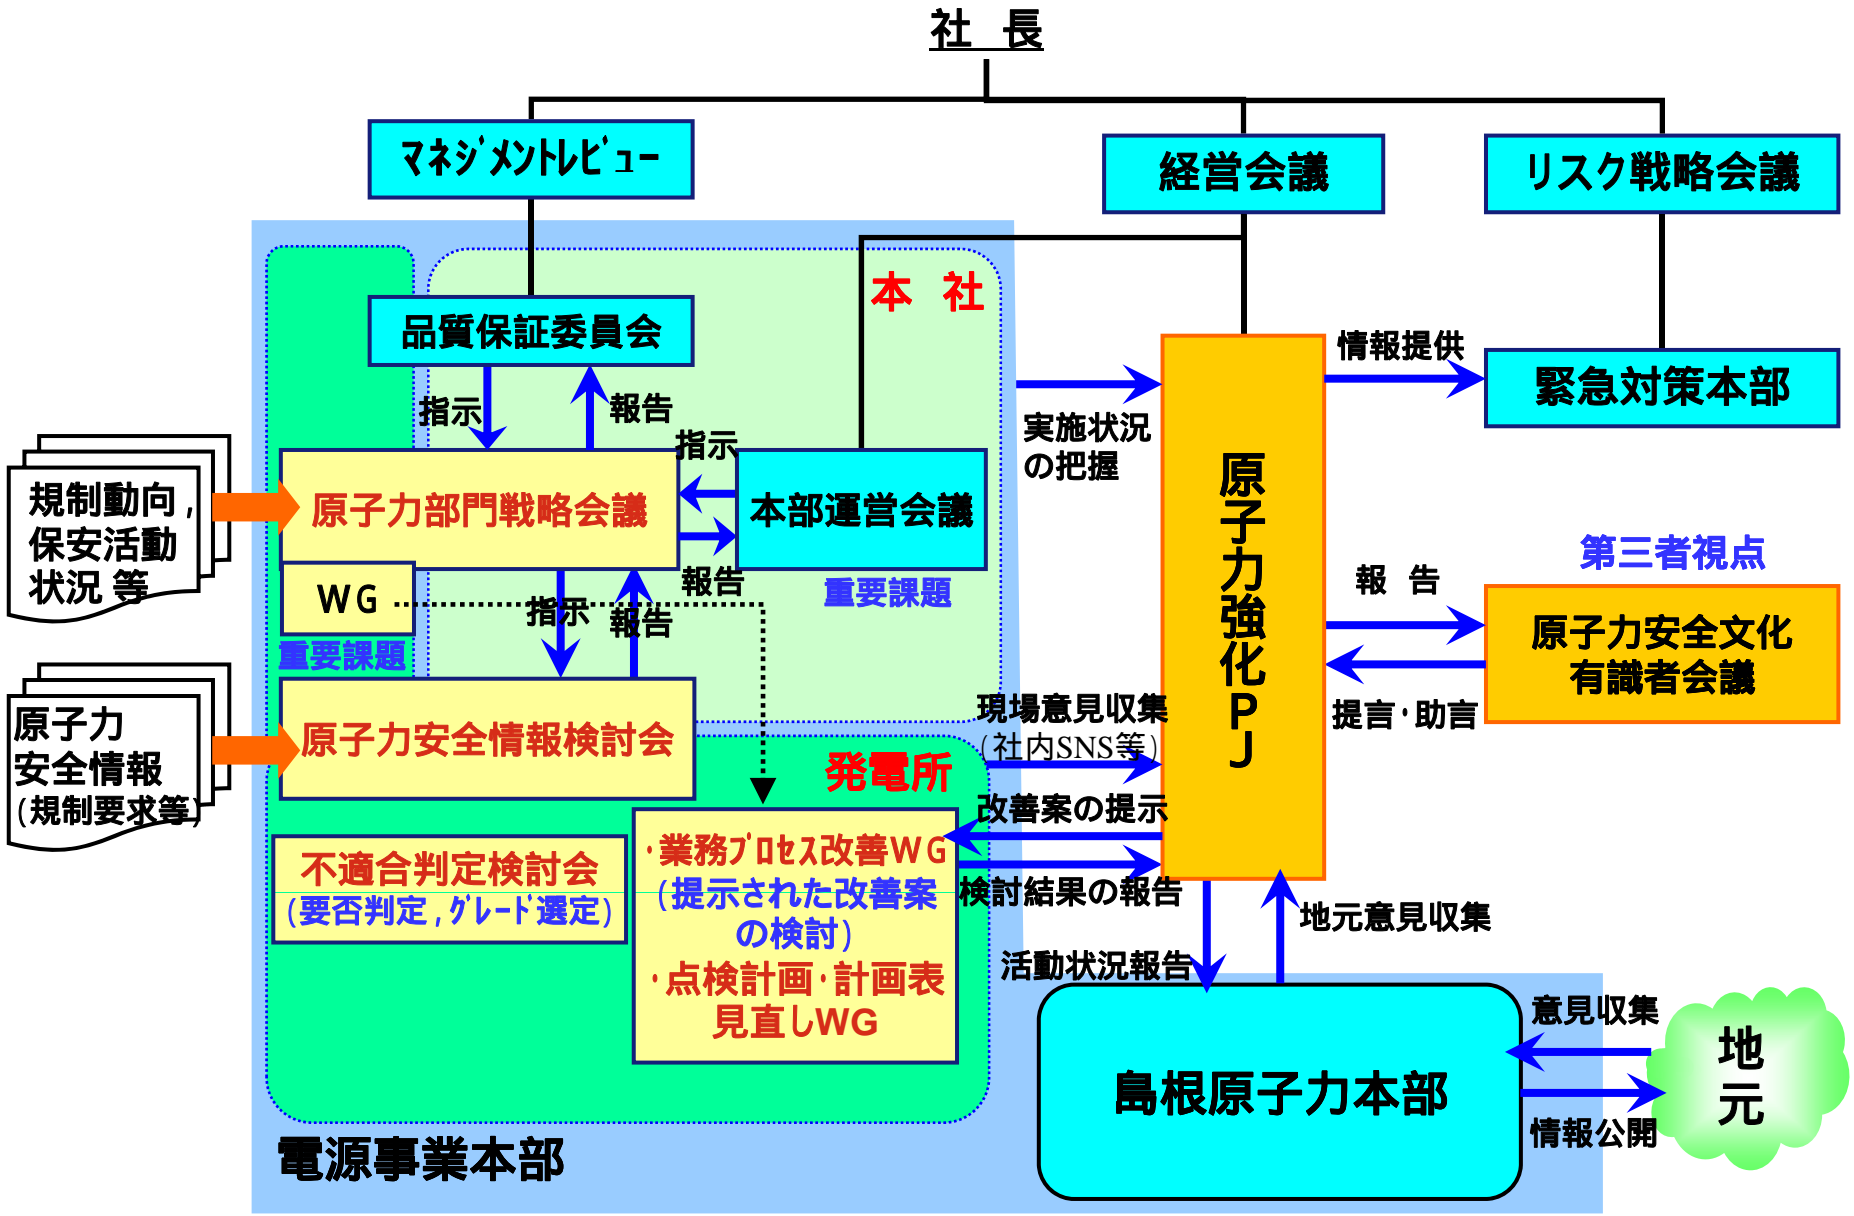 社　長
ﾏﾈｼﾞﾒﾝﾄﾚﾋﾞｭｰ
経営会議
リスク戦略会議
本　社
品質保証委員会
情報提供
緊急対策本部
指示
報告
指示
実施状況
の把握
規制動向,
保安活動
状況 等
原子力部門戦略会議
本部運営会議
原子力強化ＰＪ
第三者視点
報　告
報告
重要課題
ＷＧ
指示
報告
原子力安全文化
有識者会議
重要課題
提言･助言
現場意見収集
(社内SNS等)
原子力
安全情報
(規制要求等)
原子力安全情報検討会
発電所
改善案の提示
･業務ﾌﾟﾛｾｽ改善ＷＧ
(提示された改善案
の検討)
･点検計画･計画表
見直しWG
不適合判定検討会
(要否判定,ｸﾞﾚｰﾄﾞ選定)
検討結果の報告
地元意見収集
活動状況報告
意見収集
地元
島根原子力本部
情報公開
電源事業本部